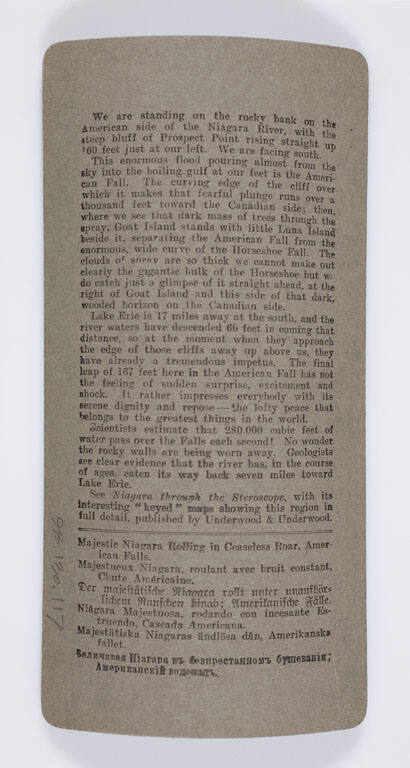 We are standing on the rocky bank on the
American side of the Niagara River, with the
steep bluff of Prospect Point rising straight up
160 feet just at our left. We are facing south.
This enormous flood pouring almost from the
sky into the boiling gulf at our feet is the Ameri-
can Fall. The curving edge of the cliff over
which it makes that fearful plunge runs over a
thousand feet toward the Canadian side; then,
where we see that dark mass of trees through the
spray, Goat Island stands with little Luna Island
beside it, separating the American Fall from the
enormous, wide curve of the Horseshoe Fall. The
clouds of spray are so thick we cannot make out
clearly the gigantic bulk of the Horseshoe but we
do catch just a glimpse of it straight ahead, at the
right of Goat Island and this side of that dark,
wooded horizon on the Canadian side.
Lake Erie is 17 miles away at the south, and the
river waters have descended 66 feet in coming that
distance, so at the moment when they approach
the edge of those cliffs away up above us, they
have already a tremendous impetus. The final
leap of 167 feet here in the American Fall has not
the feeling of sudden surprise, excitement and
shock. It rather impresses everybody with its
serene dignity and repose — the lofty peace that
belongs to the greatest things in the world.
Scientists estimate that 280,000 cubic feet of
water pass over the Falls each second! No wonder
the rocky walls are being worn away. Geologists
see clear evidence that the river has, in the course
of ages, eaten its way back seven miles toward
Lake Erie.
See Niagara through the Steroscope, with its
interesting "keyed" maps showing this region in
full detail, published by Underwood & Underwood.
Majestic Niagara Rolling in Ceaseless Roar, Amer-
ican Falls.
Majestueux Niagara, roulant avec bruit constant,
Chute Américaine.
Der majestätische Niagara rollt unter unaufhör-
lichem Rauschen hinab; Amerikanische Fälle.
Niágara Majestuosa, rodando con incesante Es-
truendo, Cascada Americana.
Majestätiska Niagaras ändlösa dån, Amerikanska
fallet.
Величавая Ніагара въ безпрестанномъ бушеваніи;
Американскій водопадъ.